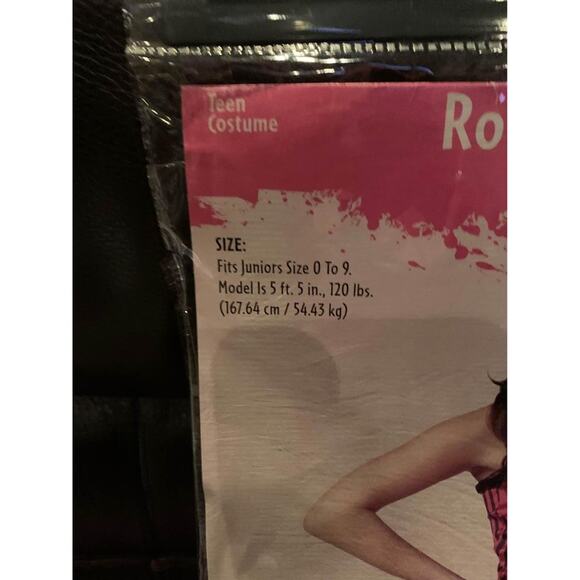 Teen
Costume
Ro
SIZE:
Fits Juniors Size 0 To 9.
Model Is 5 ft. 5 in., 120 lbs.
(167.64 cm / 54.43 kg)